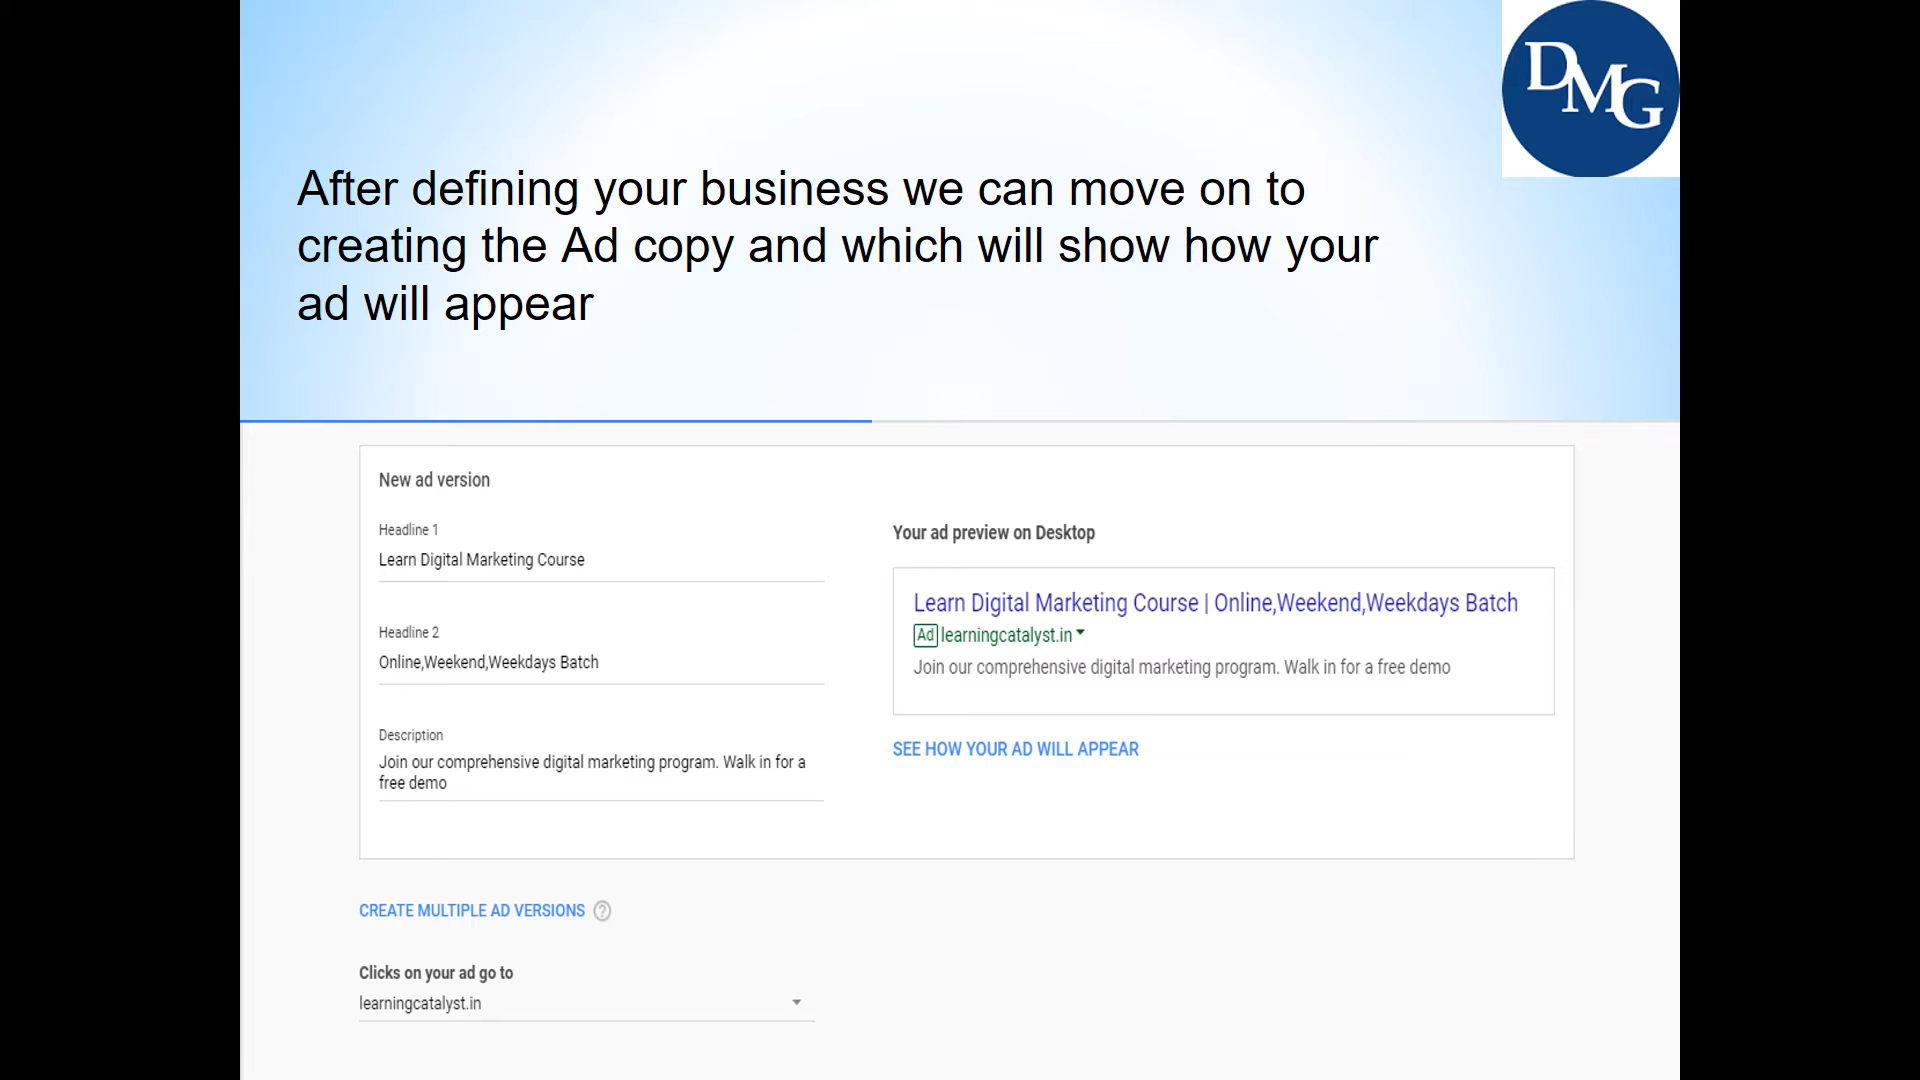 DMG
After defining your business we can move on to
creating the Ad copy and which will show how your
ad will appear
New ad version
Headline 1
Learn Digital Marketing Course
Headline 2
Online,Weekend,Weekdays Batch
Description
Join our comprehensive digital marketing program. Walk in for a
free demo
Your ad preview on Desktop
Learn Digital Marketing Course | Online,Weekend,Weekdays Batch
Ad learningcatalyst.in
Join our comprehensive digital marketing program. Walk in for a free demo
SEE HOW YOUR AD WILL APPEAR
CREATE MULTIPLE AD VERSIONS ?
Clicks on your ad go to
learningcatalyst.in